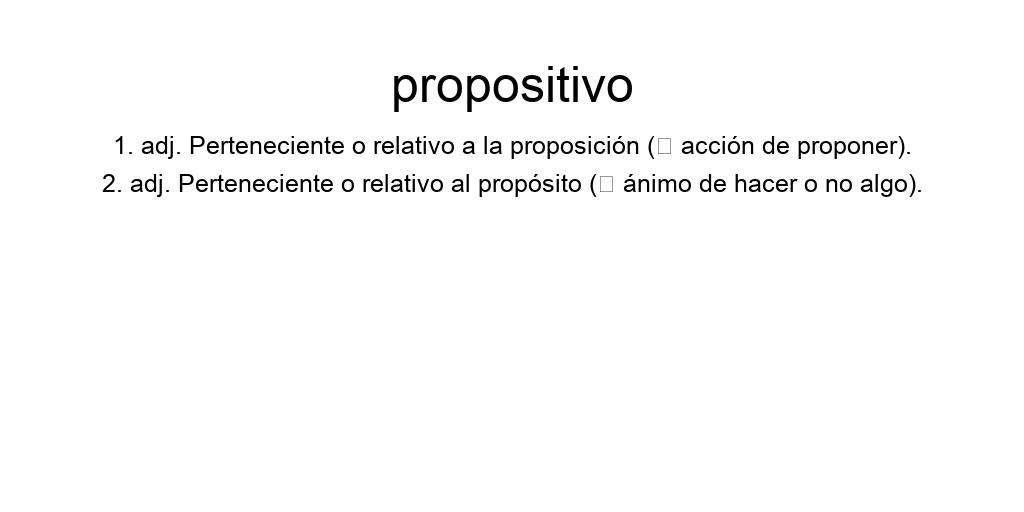 propositivo
1. adj. Perteneciente o relativo a la proposición (▯ acción de proponer).
2. adj. Perteneciente o relativo al propósito (▯ ánimo de hacer o no algo).